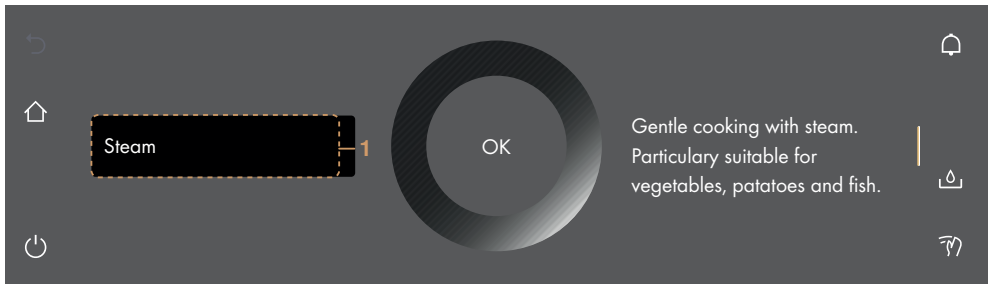 Steam
1
OK
Gentle cooking with steam.
Particulary suitable for
vegetables, patatoes and fish.